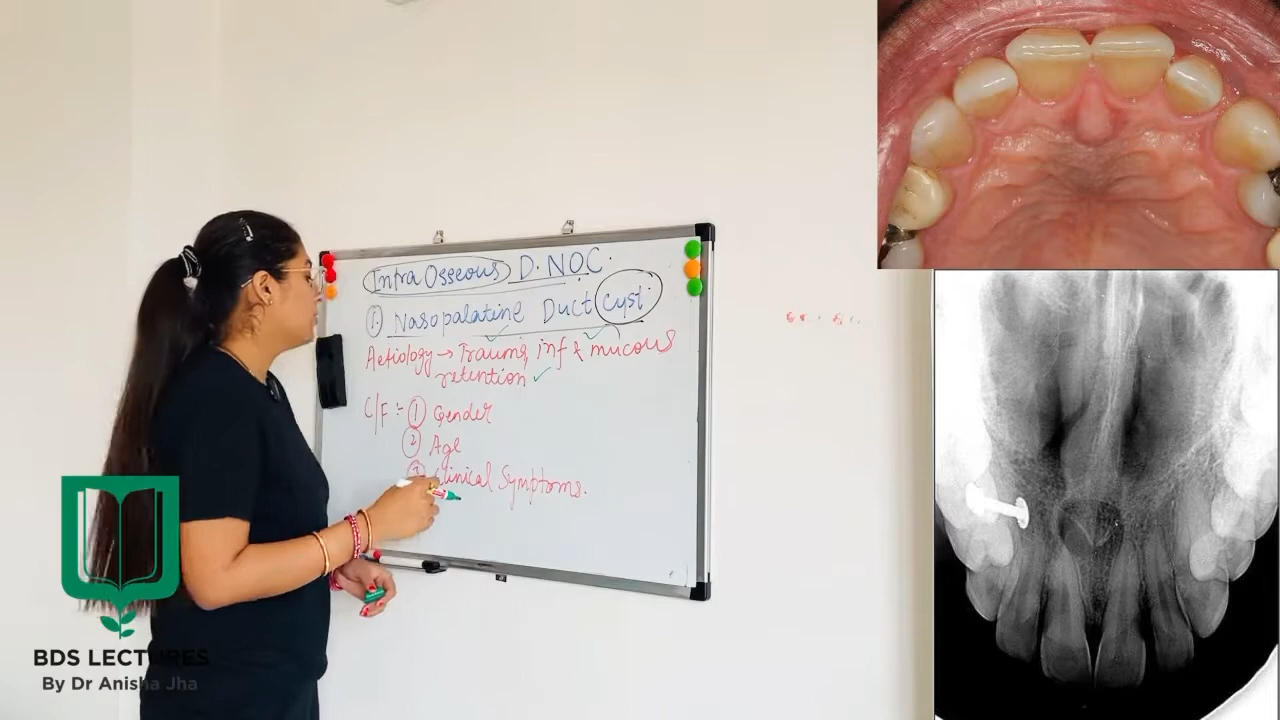 Intra Osseous D.NOC.
1. Nasopalatine Duct Cyst.
Aetiology → Trauma, inf & mucous
retention
C/F :- 1 Gender
2 Age
3 Clinical Symptoms.
BDS LECTURES
By Dr Anisha Jha